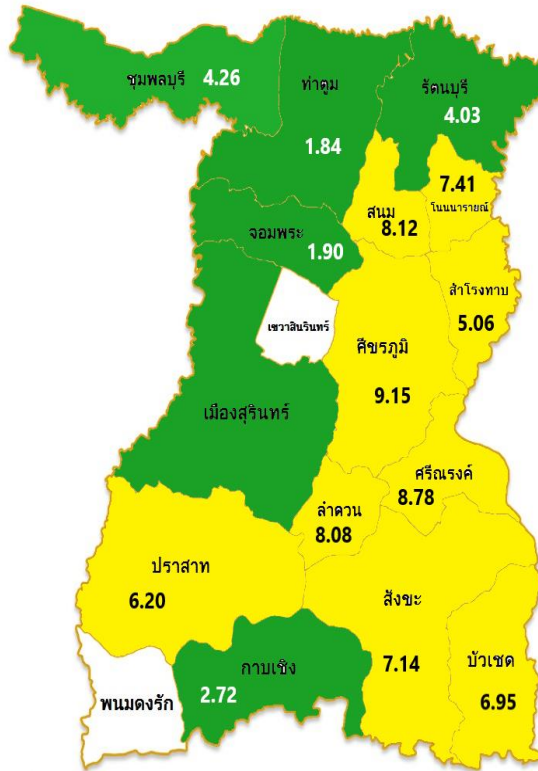 ชุมพลบุรี 4.26
ท่าตูม
1.84
รัตนบุรี
4.03
7.41
โนนนารายณ์
สนม
8.12
จอมพระ
1.90
เขวาสินรินทร์
สำโรงทาบ
5.06
ศีขรภูมิ
9.15
เมืองสุรินทร์
ศรีณรงค์
8.78
ลำดวน
8.08
ปราสาท
6.20
สังขะ
7.14
บัวเชด
6.95
กาบเชิง
2.72
พนมดงรัก